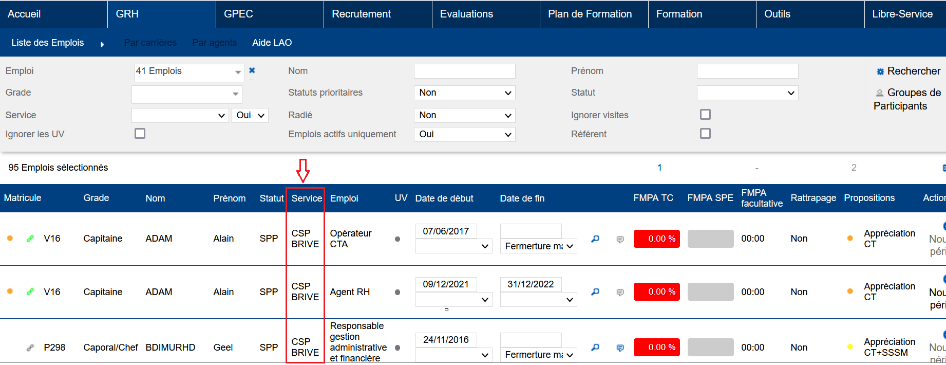 Accueil GRH GPEC Recrutement Evaluations Plan de Formation Formation Outils Libre-Service
Liste des Emplois Par carrières Par agents Aide LAO
Emploi 41 Emplois Nom Prénom Rechercher
Grade Statuts prioritaires Non Statut Groupes de
Participants
Service Oui Radié Non Ignorer visites
Ignorer les UV Emplois actifs uniquement Oui Référent
95 Emplois sélectionnés 1 - 2
Matricule Grade Nom Prénom Statut Service Emploi UV Date de début Date de fin FMPA TC FMPA SPE FMPA
facultative Rattrapage Propositions Action
V16 Capitaine ADAM Alain SPP CSP
BRIVE Opérateur
CTA 07/06/2017 Fermerture ma 0.00 % 00:00 Non Appréciation
CT Nou
péri
V16 Capitaine ADAM Alain SPP CSP
BRIVE Agent RH 09/12/2021 31/12/2022 0.00 % 00:00 Non Appréciation
CT Nou
péri
P298 Caporal/Chef BDIMURHD Geel SPP CSP
BRIVE Responsable
gestion
administrative
et financière 24/11/2016 Fermerture ma 0.00 % 00:00 Non Appréciation
CT+SSSM Nou
péri